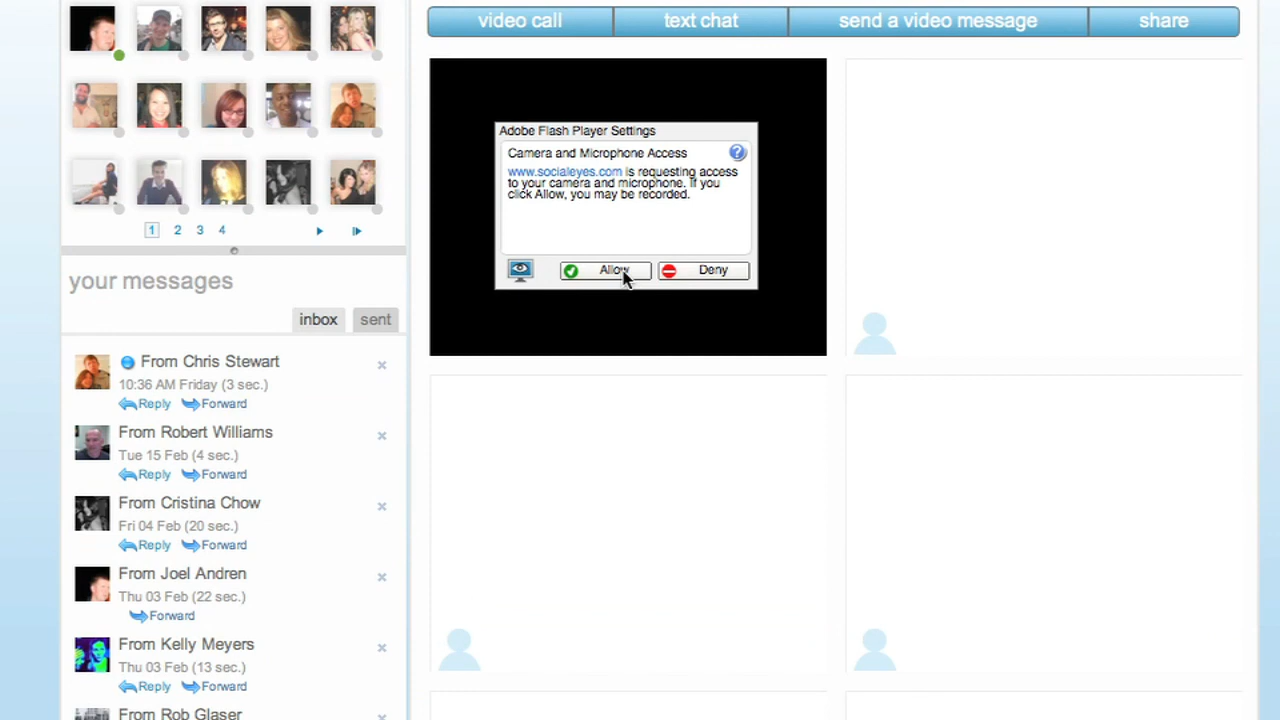 video call
text chat
send a video message
share
Adobe Flash Player Settings
Camera and Microphone Access
www.socialeyes.com is requesting access
to your camera and microphone. If you
click Allow, you may be recorded.
Allow
Deny
1 2 3 4
your messages
inbox
sent
From Chris Stewart
10:36 AM Friday (3 sec.)
Reply Forward
From Robert Williams
Tue 15 Feb (4 sec.)
Reply Forward
From Cristina Chow
Fri 04 Feb (20 sec.)
Reply Forward
From Joel Andren
Thu 03 Feb (22 sec.)
Forward
From Kelly Meyers
Thu 03 Feb (13 sec.)
Reply Forward
From Rob Glaser